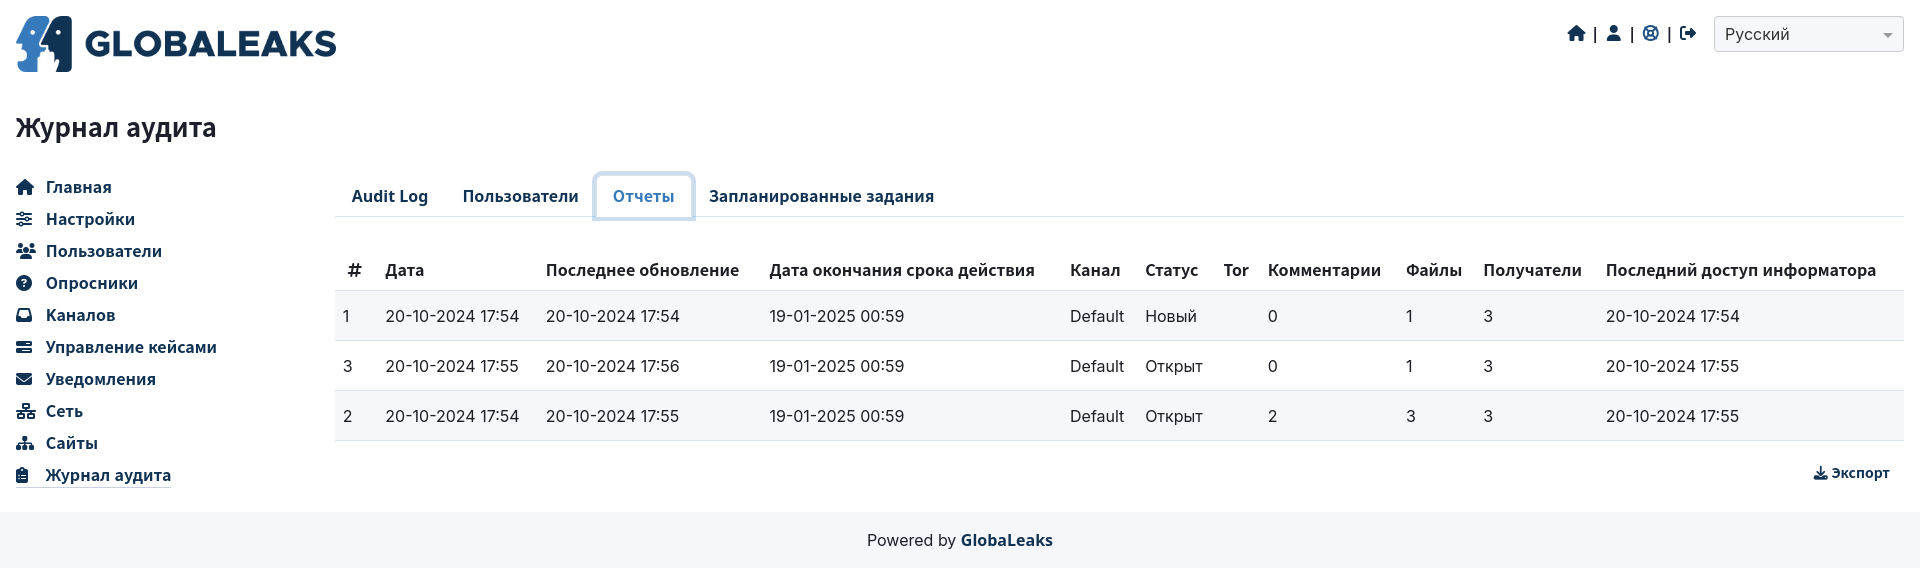 GLOBALEAKS
| | |
Русский
Журнал аудита
Главная
Настройки
Пользователи
Опросники
Каналов
Управление кейсами
Уведомления
Сеть
Сайты
Журнал аудита
Audit Log Пользователи Отчеты Запланированные задания
# Дата Последнее обновление Дата окончания срока действия Канал Статус Tor Комментарии Файлы Получатели Последний доступ информатора
1 20-10-2024 17:54 20-10-2024 17:54 19-01-2025 00:59 Default Новый 0 1 3 20-10-2024 17:54
3 20-10-2024 17:55 20-10-2024 17:56 19-01-2025 00:59 Default Открыт 0 1 3 20-10-2024 17:55
2 20-10-2024 17:54 20-10-2024 17:55 19-01-2025 00:59 Default Открыт 2 3 3 20-10-2024 17:55
Экспорт
Powered by GlobaLeaks